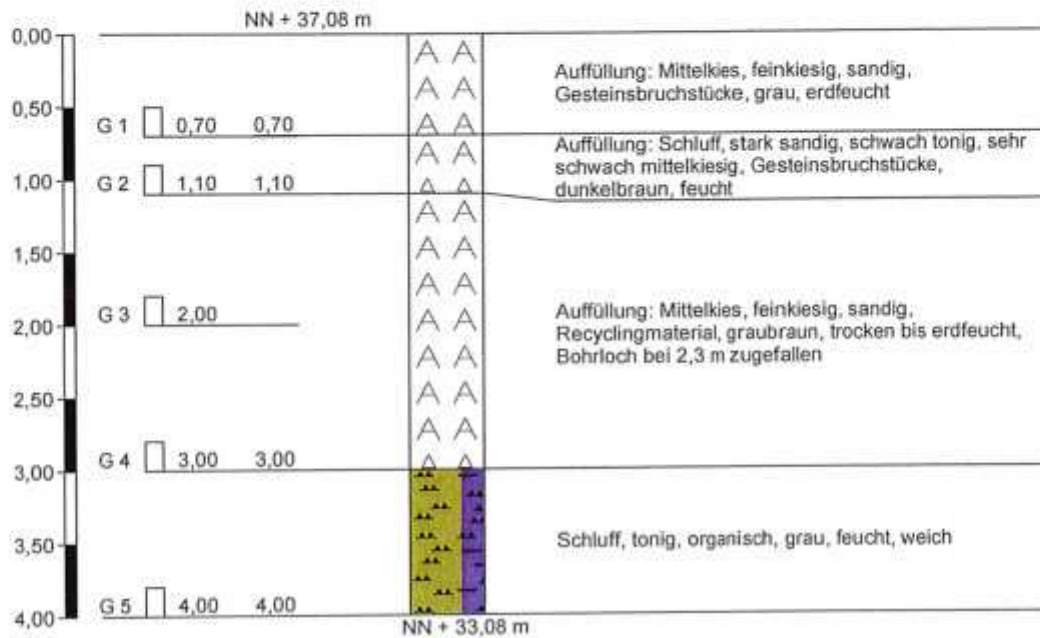 NN + 37,08 m
0,00
Auffüllung: Mittelkies, feinkiesig, sandig,
Gesteinsbruchstücke, grau, erdfeucht
0,50
G 1 0,70 0,70
Auffüllung: Schluff, stark sandig, schwach tonig, sehr
schwach mittelkiesig, Gesteinsbruchstücke,
dunkelbraun, feucht
1,00
G 2 1,10 1,10
1,50
G 3 2,00
2,00
Auffüllung: Mittelkies, feinkiesig, sandig,
Recyclingmaterial, graubraun, trocken bis erdfeucht,
Bohrloch bei 2,3 m zugefallen
2,50
G 4 3,00 3,00
3,00
3,50
Schluff, tonig, organisch, grau, feucht, weich
G 5 4,00 4,00
4,00
NN + 33,08 m